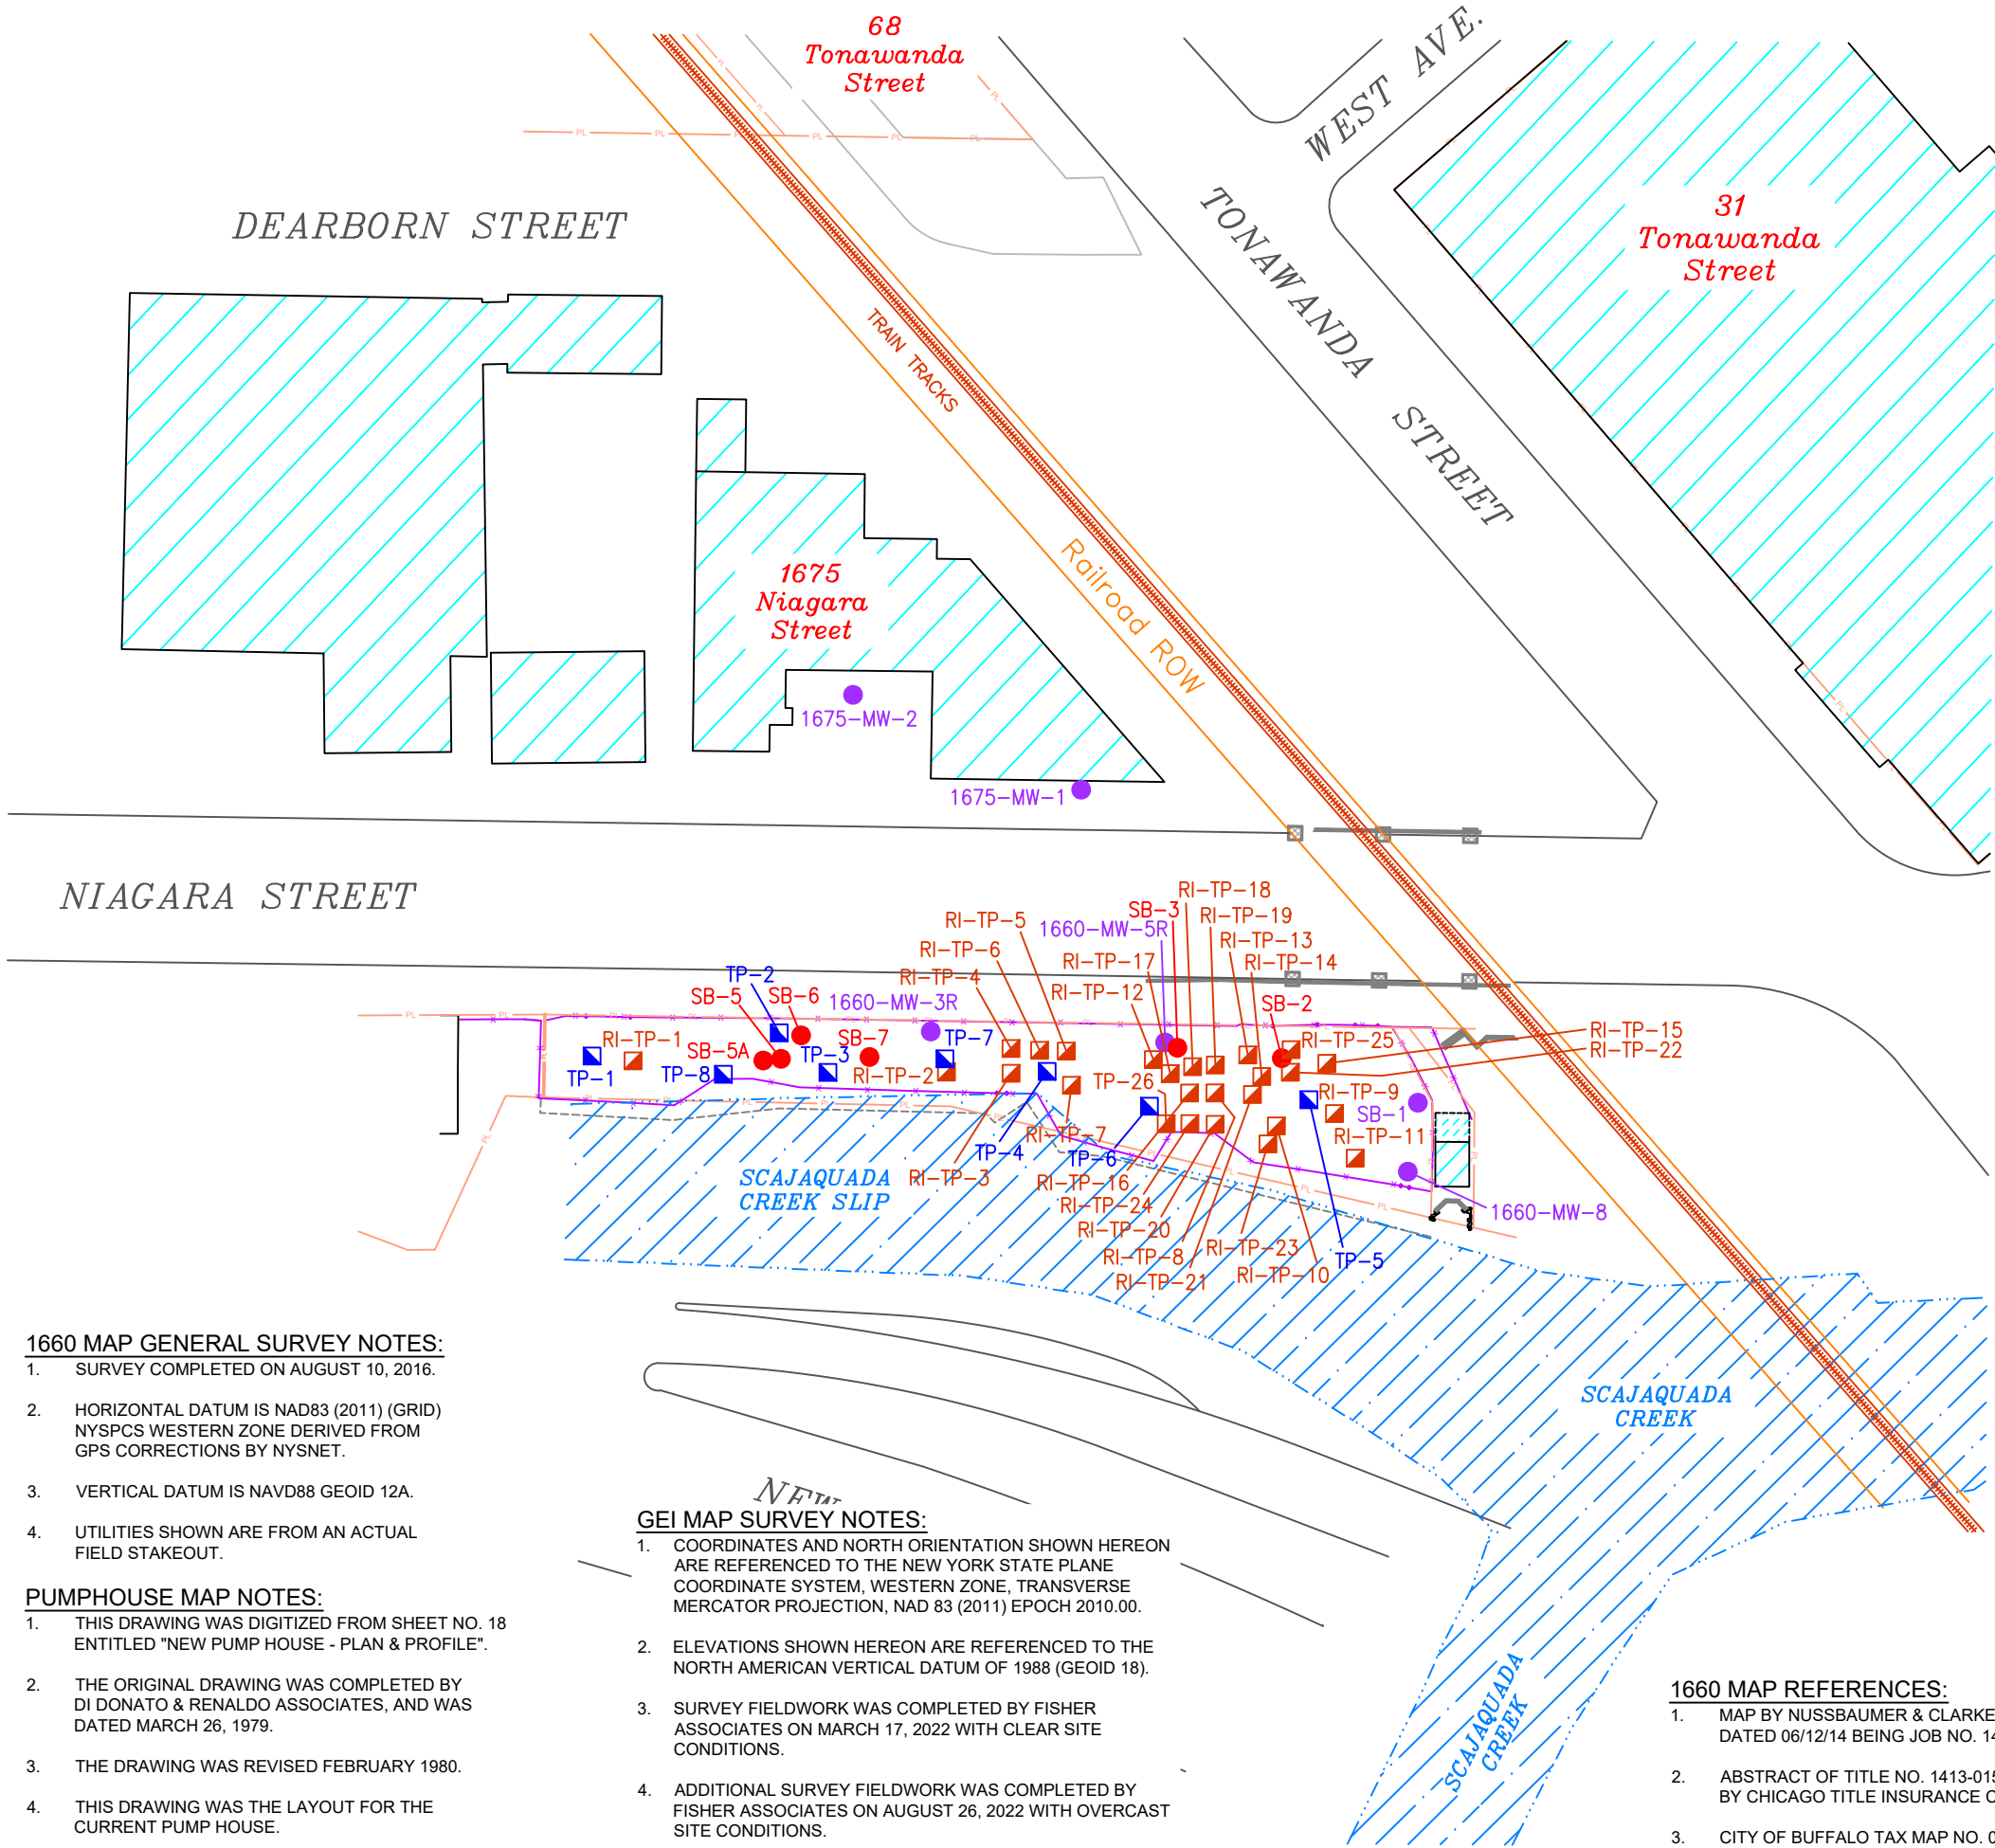 68
Tonawanda
Street
WEST AVE.
31
Tonawanda
Street
DEARBORN STREET
TONAWANDA STREET
TRAIN TRACKS
Railroad ROW
1675
Niagara
Street
1675-MW-2
1675-MW-1
NIAGARA STREET
RI-TP-18
SB-3
RI-TP-5
RI-TP-19
1660-MW-5R
RI-TP-13
RI-TP-6
RI-TP-17
RI-TP-14
TP-2
RI-TP-4
RI-TP-12
SB-5
SB-6
1660-MW-3R
SB-2
RI-TP-15
RI-TP-1
SB-5A
SB-7
TP-7
RI-TP-25
RI-TP-22
TP-1
TP-8
TP-3
RI-TP-2
TP-26
RI-TP-9
SB-1
RI-TP-7
RI-TP-11
TP-4
TP-6
SCAJAQUADA
CREEK SLIP
RI-TP-3
RI-TP-16
RI-TP-24
1660-MW-8
RI-TP-20
RI-TP-8
RI-TP-23
RI-TP-21
RI-TP-10
TP-5
PL
SCAJAQUADA
CREEK
SCAJAQUADA
CREEK
1660 MAP GENERAL SURVEY NOTES:
1. SURVEY COMPLETED ON AUGUST 10, 2016.
2. HORIZONTAL DATUM IS NAD83 (2011) (GRID)
NYSPCS WESTERN ZONE DERIVED FROM
GPS CORRECTIONS BY NYSNET.
3. VERTICAL DATUM IS NAVD88 GEOID 12A.
4. UTILITIES SHOWN ARE FROM AN ACTUAL
FIELD STAKEOUT.
PUMPHOUSE MAP NOTES:
1. THIS DRAWING WAS DIGITIZED FROM SHEET NO. 18
ENTITLED "NEW PUMP HOUSE - PLAN & PROFILE".
2. THE ORIGINAL DRAWING WAS COMPLETED BY
DI DONATO & RENALDO ASSOCIATES, AND WAS
DATED MARCH 26, 1979.
3. THE DRAWING WAS REVISED FEBRUARY 1980.
4. THIS DRAWING WAS THE LAYOUT FOR THE
CURRENT PUMP HOUSE.
NEW
GEI MAP SURVEY NOTES:
1. COORDINATES AND NORTH ORIENTATION SHOWN HEREON
ARE REFERENCED TO THE NEW YORK STATE PLANE
COORDINATE SYSTEM, WESTERN ZONE, TRANSVERSE
MERCATOR PROJECTION, NAD 83 (2011) EPOCH 2010.00.
2. ELEVATIONS SHOWN HEREON ARE REFERENCED TO THE
NORTH AMERICAN VERTICAL DATUM OF 1988 (GEOID 18).
3. SURVEY FIELDWORK WAS COMPLETED BY FISHER
ASSOCIATES ON MARCH 17, 2022 WITH CLEAR SITE
CONDITIONS.
4. ADDITIONAL SURVEY FIELDWORK WAS COMPLETED BY
FISHER ASSOCIATES ON AUGUST 26, 2022 WITH OVERCAST
SITE CONDITIONS.
1660 MAP REFERENCES:
1. MAP BY NUSSBAUMER & CLARKE
DATED 06/12/14 BEING JOB NO. 14
2. ABSTRACT OF TITLE NO. 1413-015
BY CHICAGO TITLE INSURANCE C
3. CITY OF BUFFALO TAX MAP NO. 0